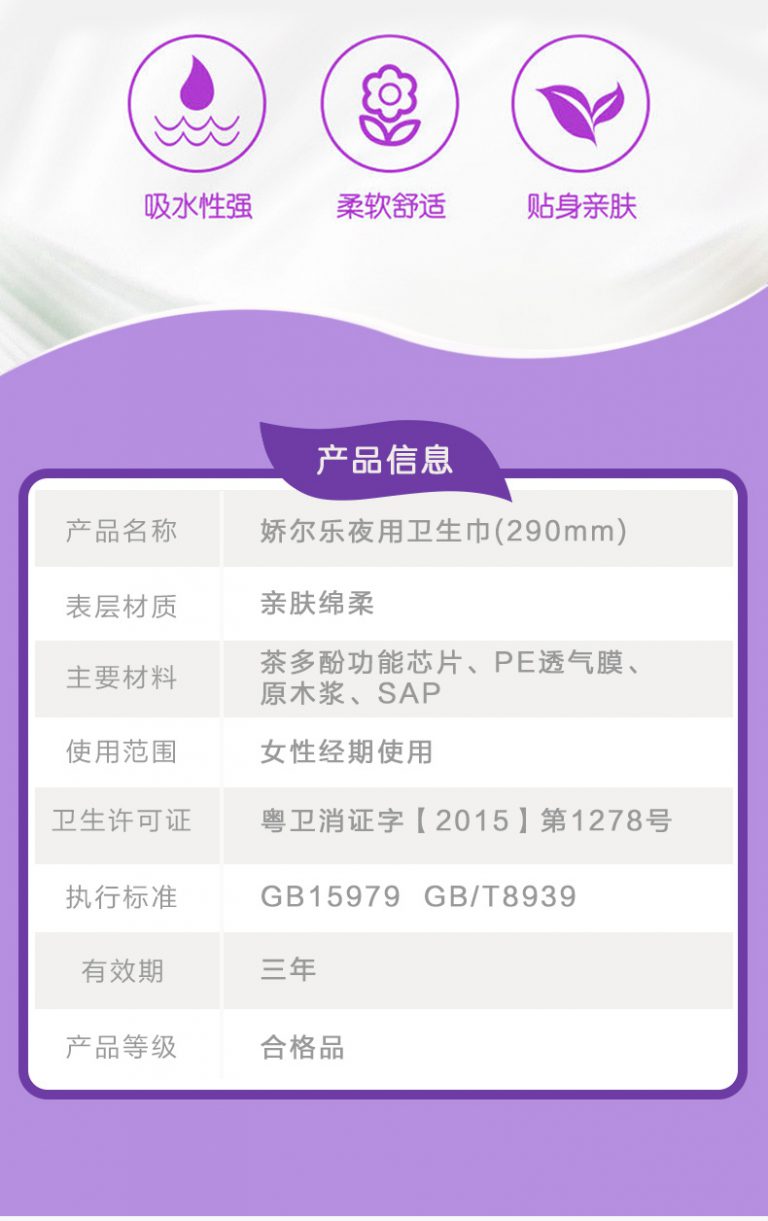 吸水性强 柔软舒适 贴身亲肤
产品信息
产品名称 娇尔乐夜用卫生巾(290mm)
表层材质 亲肤绵柔
主要材料 茶多酚功能芯片、PE透气膜、
原木浆、SAP
使用范围 女性经期使用
卫生许可证 粤卫消证字【2015】第1278号
执行标准 GB15979 GB/T8939
有效期 三年
产品等级 合格品